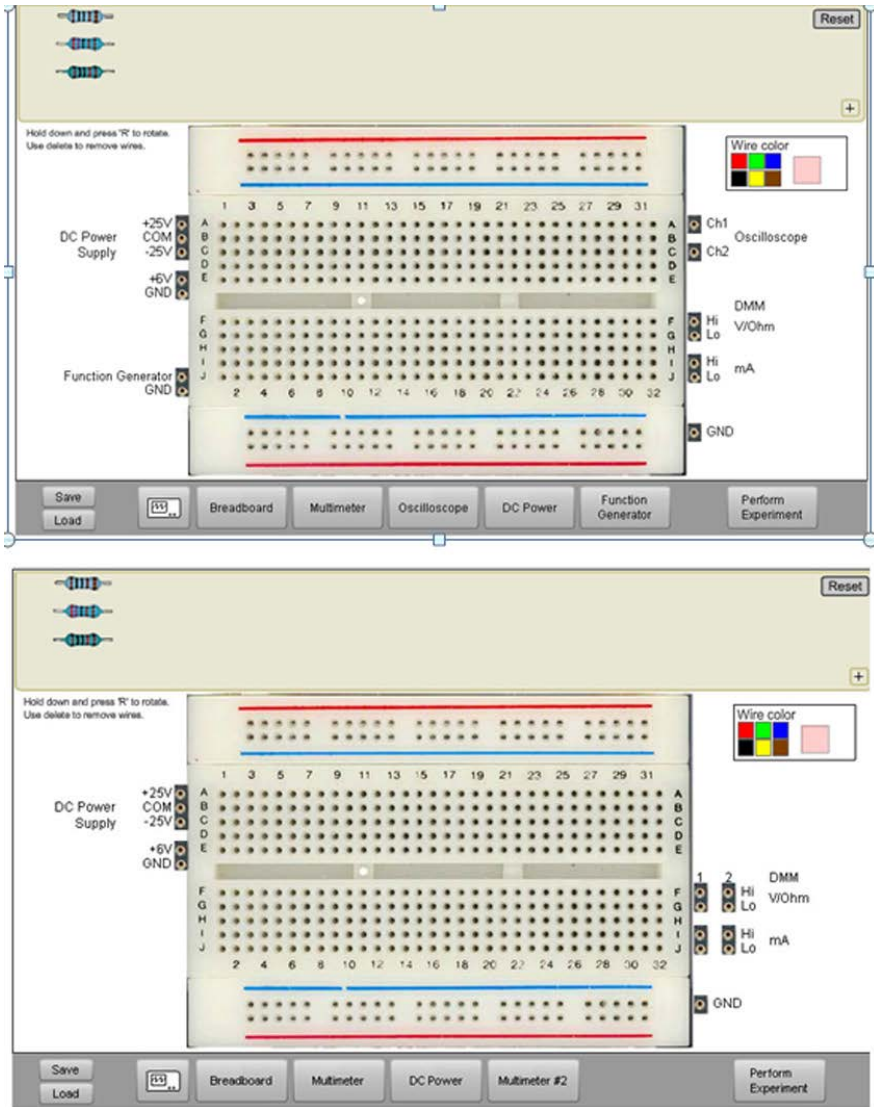 Reset
+
Hold down and press 'R' to rotate.
Use delete to remove wires.
Wire color
1 3 5 7 9 11 13 15 17 19 21 23 25 27 29 31
+25V A A Ch1
DC Power COM B B Oscilloscope
Supply -25V C C Ch2
D D
+6V E E
GND
DMM
F F Hi V/Ohm
G G Lo
H H
I I Hi mA
Function Generator J J Lo
GND 2 4 6 8 10 12 14 16 18 20 22 24 26 28 30 32
GND
Save
Load
Breadboard
Multimeter
Oscilloscope
DC Power
Function
Generator
Perform
Experiment
Reset
+
Hold down and press 'R' to rotate.
Use delete to remove wires.
Wire color
1 3 5 7 9 11 13 15 17 19 21 23 25 27 29 31
+25V A A
DC Power COM B B
Supply -25V C C
D D
+6V E E
GND 1 2 DMM
F F Hi V/Ohm
G G Lo
H H
I I Hi mA
J J Lo
2 4 6 8 10 12 14 16 18 20 22 24 26 28 30 32
GND
Save
Load
Breadboard
Multimeter
DC Power
Multimeter #2
Perform
Experiment